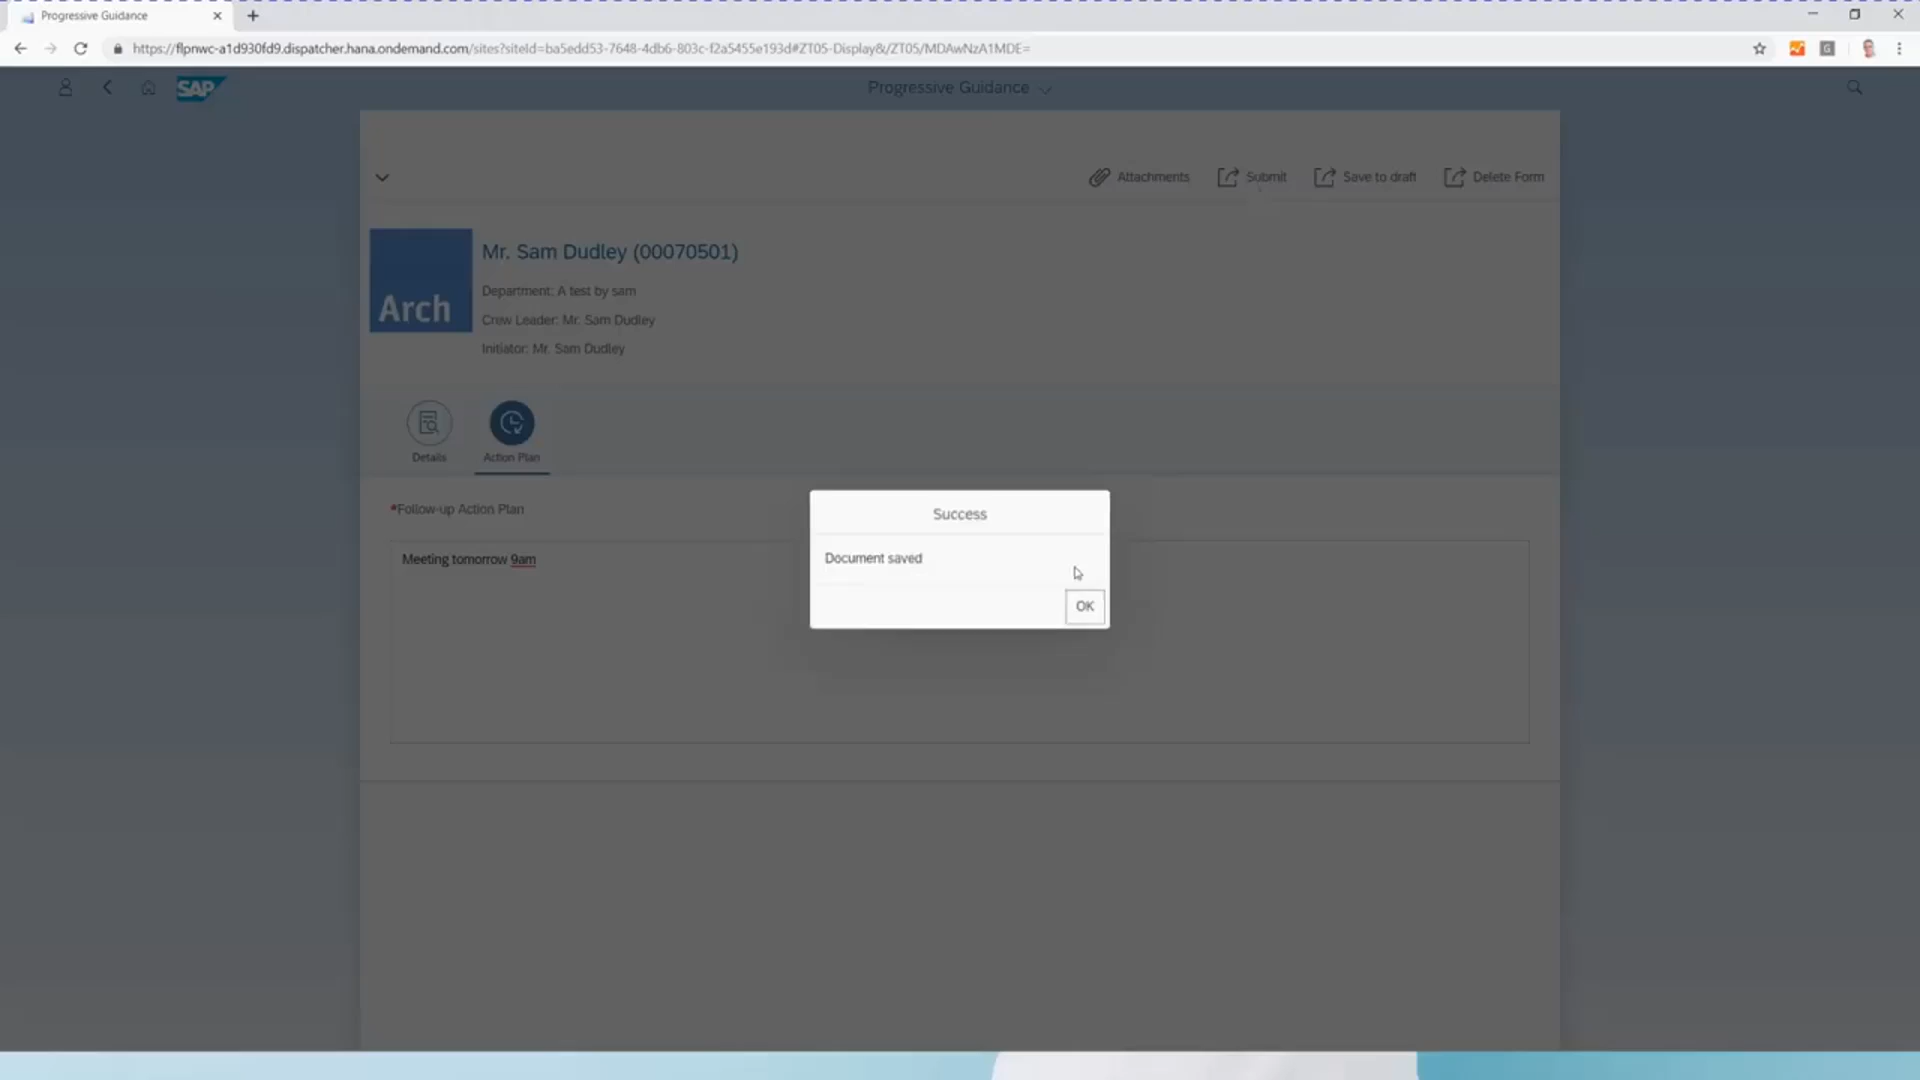 Progressive Guidance
https://flpnwc-a1d930fd9.dispatcher.hana.ondemand.com/sites?siteId=ba5edd53-7648-4db6-803c-f2a5455e193d#ZT05-Display&/ZT05/MDAwNzA1MDE=
G
SAP
Progressive Guidance
Attachments
Submit
Save to draft
Delete Form
Arch
Mr. Sam Dudley (00070501)
Department: A test by sam
Crew Leader: Mr. Sam Dudley
Initiator: Mr. Sam Dudley
Details
Action Plan
*Follow-up Action Plan
Meeting tomorrow 9am
Success
Document saved
OK